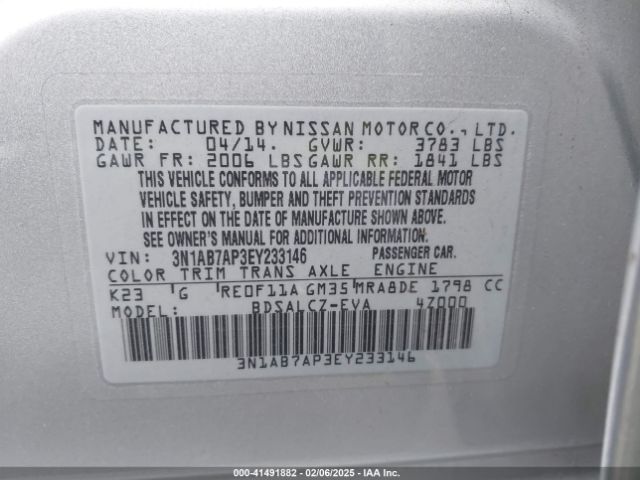 MANUFACTURED BY NISSAN MOTOR CO., LTD.
DATE: 04/14. GVWR: 3783 LBS
GAWR FR: 2006 LBS GAWR RR: 1841 LBS
THIS VEHICLE CONFORMS TO ALL APPLICABLE FEDERAL MOTOR
VEHICLE SAFETY, BUMPER AND THEFT PREVENTION STANDARDS
IN EFFECT ON THE DATE OF MANUFACTURE SHOWN ABOVE.
SEE OWNER'S MANUAL FOR ADDITIONAL INFORMATION.
VIN: 3N1AB7AP3EY233146 PASSENGER CAR.
COLOR TRIM TRANS AXLE ENGINE
K23 G RE0F11A GM35 MRA8DE 1798 CC
MODEL: BDSALCZ-EVA 4Z000
3N1AB7AP3EY233146
000-41491882 - 02/06/2025 - IAA, Inc.